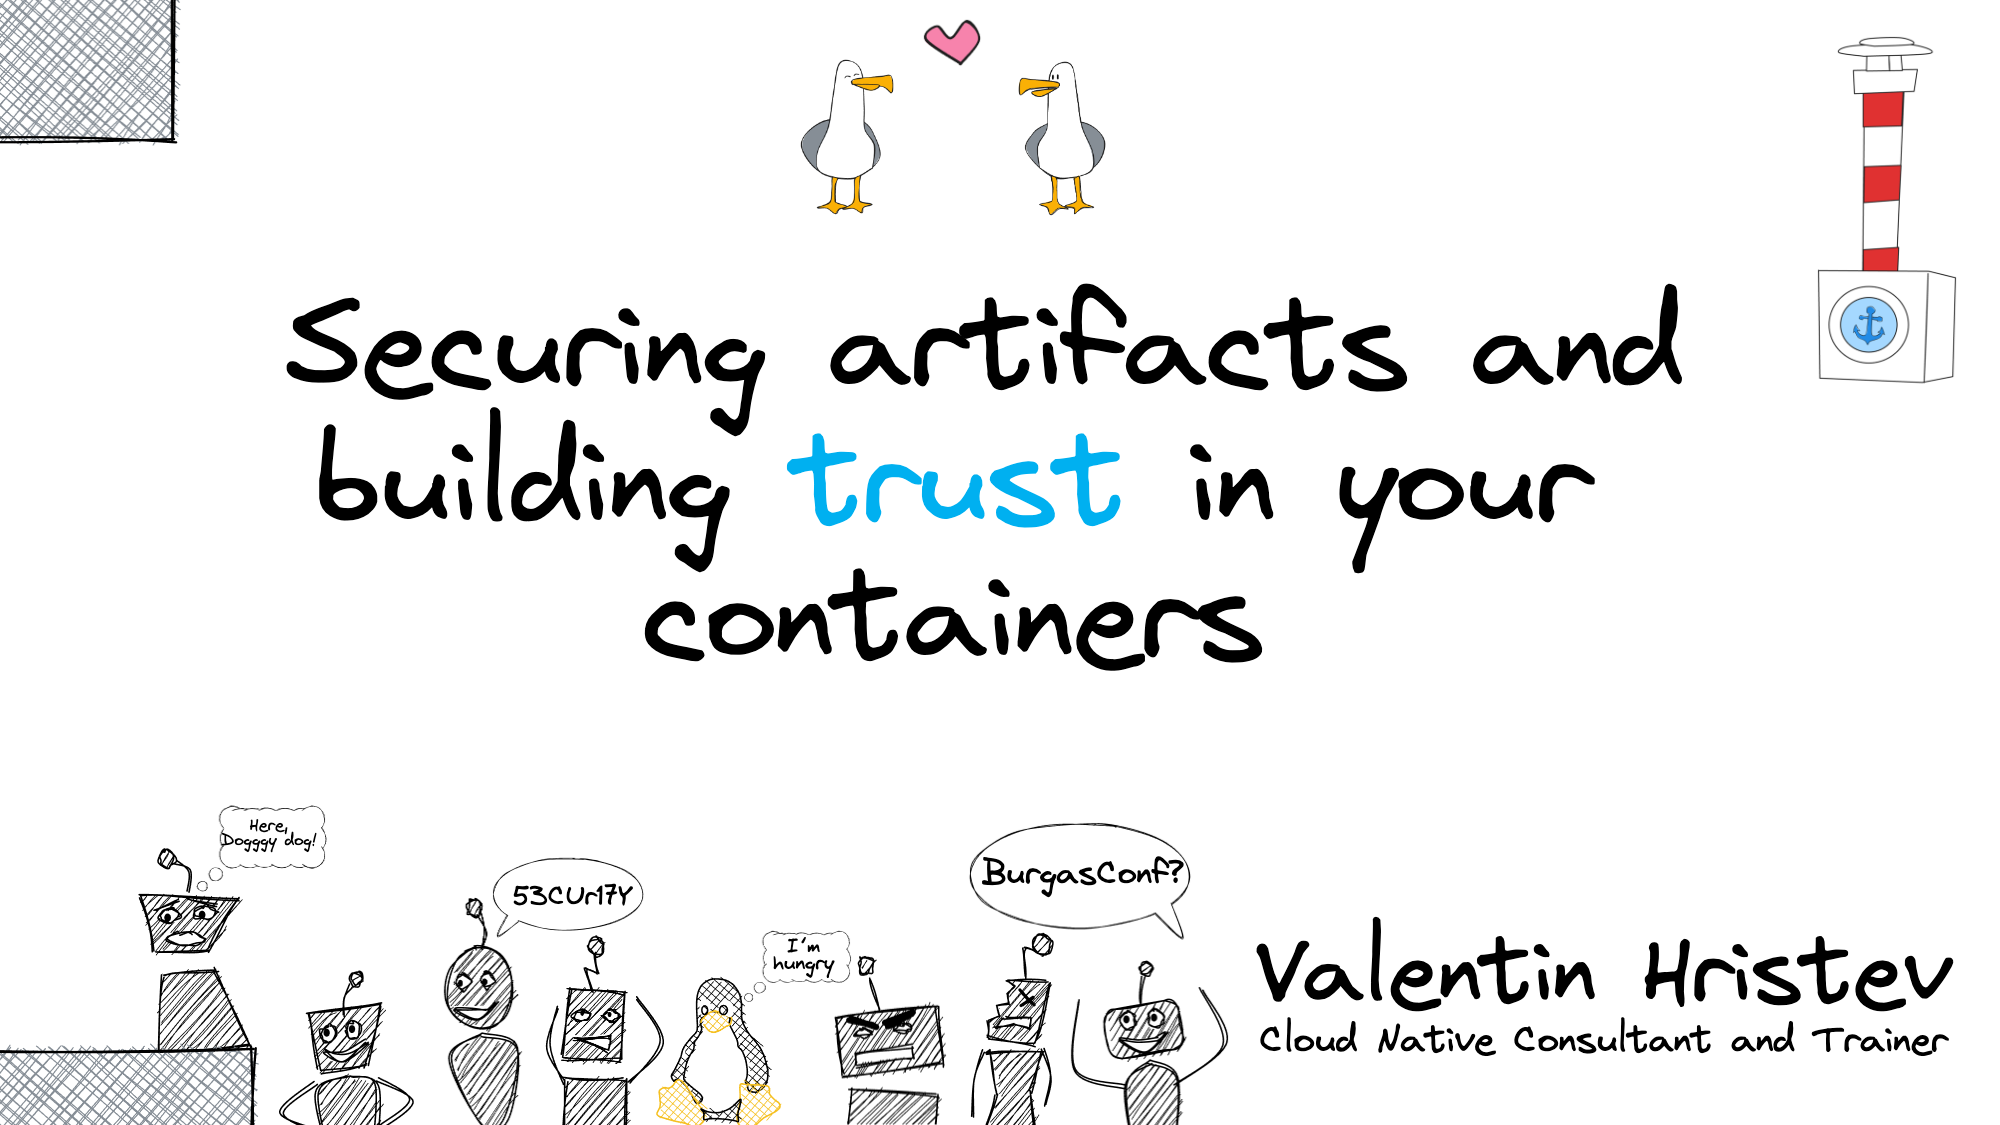 Securing artifacts and
building trust in your
containers
Here,
Dogggy dog!
53CUr17Y
I'm
hungry
BurgasConf?
Valentin Hristev
Cloud Native Consultant and Trainer